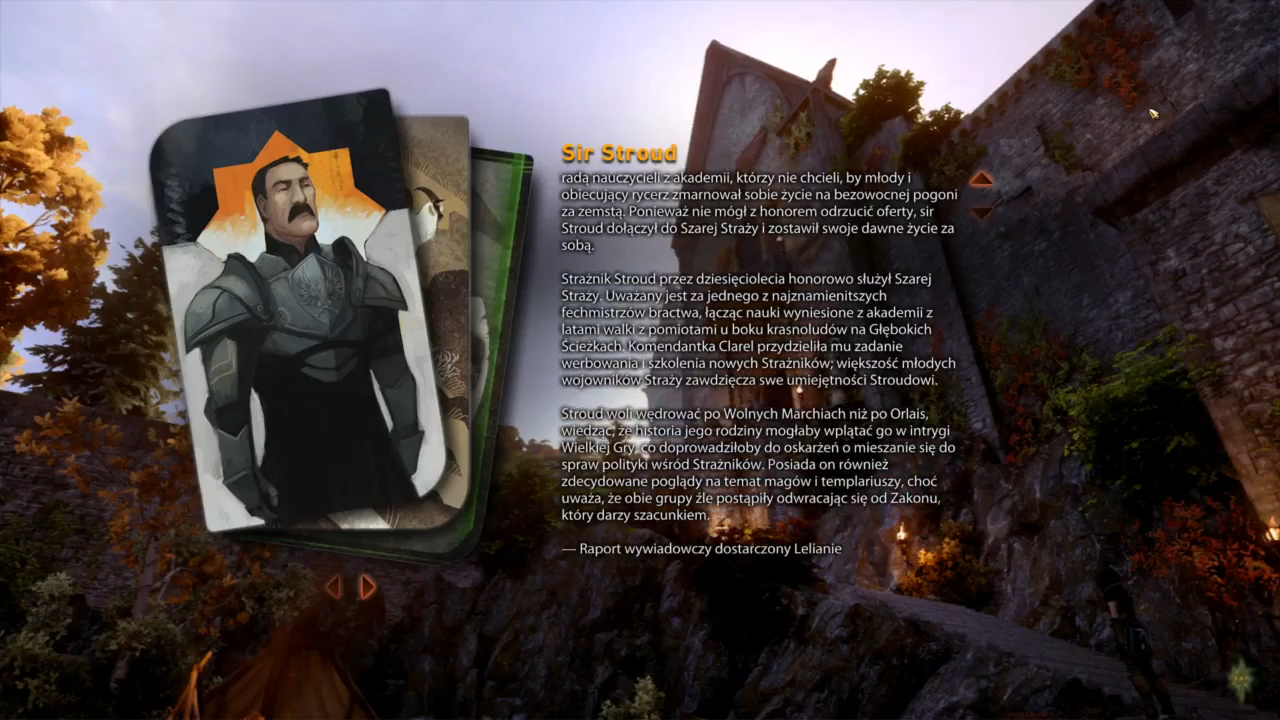 Sir Stroud
radą nauczycieli z akademii, którzy nie chcieli, by młody i
obiecujący rycerz zmarnował sobie życie na bezowocnej pogoni
za zemstą. Ponieważ nie mógł z honorem odrzucić oferty, sir
Stroud dołączył do Szarej Straży i zostawił swoje dawne życie za
sobą.
Strażnik Stroud przez dziesięciolecia honorowo służył Szarej
Straży. Uważany jest za jednego z najznamienitszych
fechmistrzów bractwa, łącząc nauki wyniesione z akademii z
latami walki z pomiotami u boku krasnoludów na Głębokich
Ścieżkach. Komendantka Clarel przydzieliła mu zadanie
werbowania i szkolenia nowych Strażników; większość młodych
wojowników Straży zawdzięcza swe umiejętności Stroudowi.
Stroud woli wędrować po Wolnych Marchiach niż po Orlais,
wiedząc, że historia jego rodziny mogłaby wplątać go w intrygi
Wielkiej Gry, co doprowadziłoby do oskarżeń o mieszanie się do
spraw polityki wśród Strażników. Posiada on również
zdecydowane poglądy na temat magów i templariuszy, choć
uważa, że obie grupy źle postąpiły odwracając się od Zakonu,
który darzy szacunkiem.
— Raport wywiadowczy dostarczony Lelianie